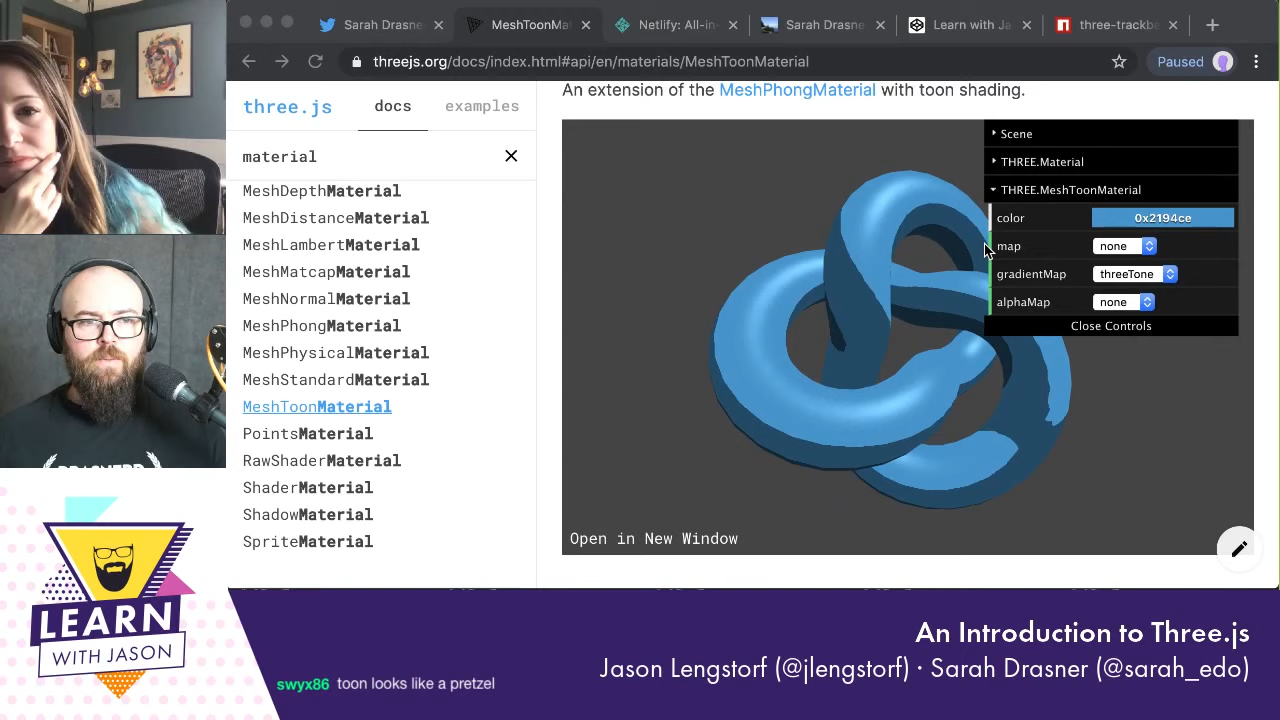 Sarah Drasne
MeshToonMat
Netlify: All-in-
Sarah Drasne
Learn with Ja
three-trackba
threejs.org/docs/index.html#api/en/materials/MeshToonMaterial
Paused
three.js
docs
examples
material
MeshDepthMaterial
MeshDistanceMaterial
MeshLambertMaterial
MeshMatcapMaterial
MeshNormalMaterial
MeshPhongMaterial
MeshPhysicalMaterial
MeshStandardMaterial
MeshToonMaterial
PointsMaterial
RawShaderMaterial
ShaderMaterial
ShadowMaterial
SpriteMaterial
An extension of the MeshPhongMaterial with toon shading.
Scene
THREE.Material
THREE.MeshToonMaterial
color 0x2194ce
map none
gradientMap threeTone
alphaMap none
Close Controls
Open in New Window
LEARN
WITH JASON
swyx86 toon looks like a pretzel
An Introduction to Three.js
Jason Lengstorf (@jlengstorf) · Sarah Drasner (@sarah_edo)